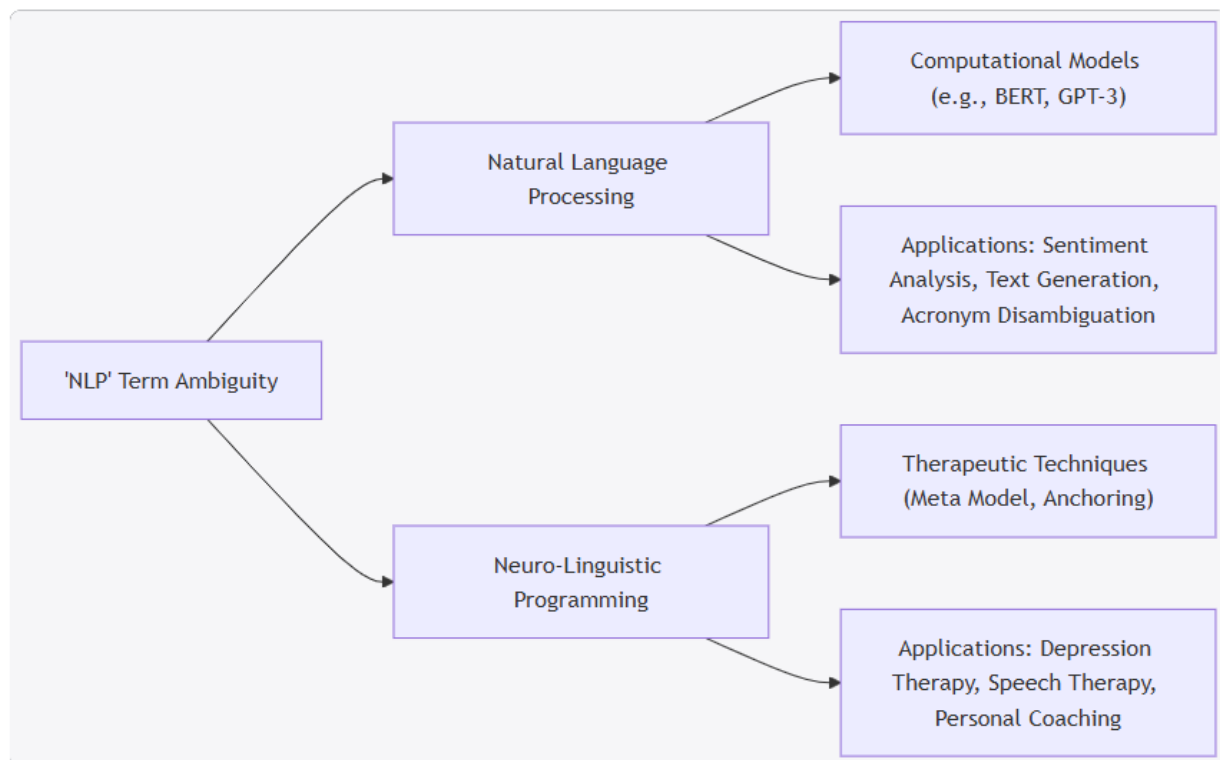 'NLP' Term Ambiguity
Natural Language
Processing
Computational Models
(e.g., BERT, GPT-3)
Applications: Sentiment
Analysis, Text Generation,
Acronym Disambiguation
Neuro-Linguistic
Programming
Therapeutic Techniques
(Meta Model, Anchoring)
Applications: Depression
Therapy, Speech Therapy,
Personal Coaching